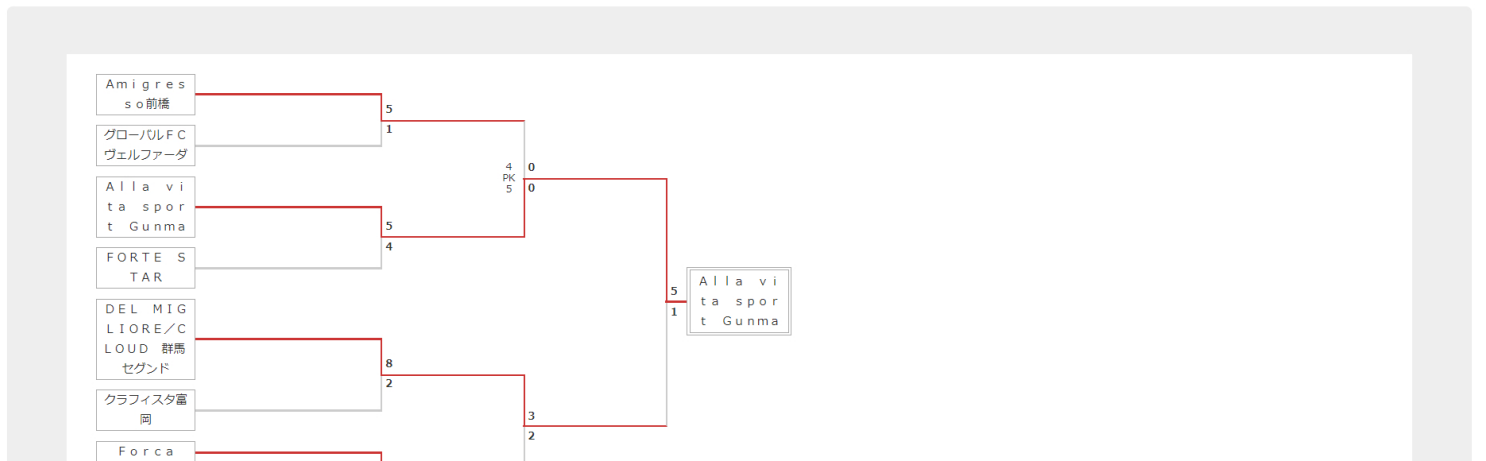 Ａｍｉｇｒｅｓ
ｓｏ前橋
5
グローバルＦＣ
ヴェルファーダ
1
4
PK
5
0
0
Ａｌｌａ　ｖｉ
ｔａ　ｓｐｏｒ
ｔ　Ｇｕｎｍａ
5
4
ＦＯＲＴＥ　Ｓ
ＴＡＲ
5
1
Ａｌｌａ　ｖｉ
ｔａ　ｓｐｏｒ
ｔ　Ｇｕｎｍａ
ＤＥＬ　ＭＩＧ
ＬＩＯＲＥ／Ｃ
ＬＯＵＤ　群馬
セグンド
8
2
クラフィスタ富
岡
3
2
Ｆｏｒｃａ